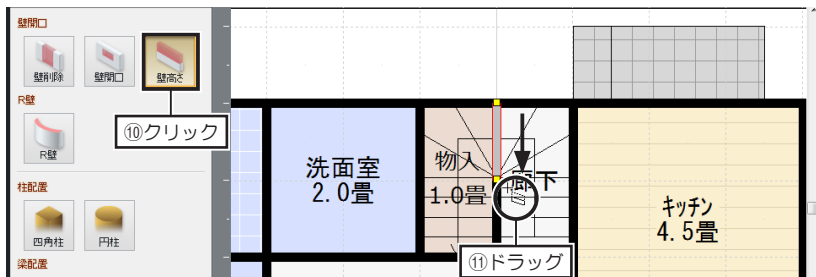 壁開口
壁削除
壁開口
壁高さ
R壁
⑩クリック
R壁
柱配置
四角柱
円柱
梁配置
洗面室
2.0畳
物入
1.0畳
廊下
⑪ドラッグ
キッチン
4.5畳